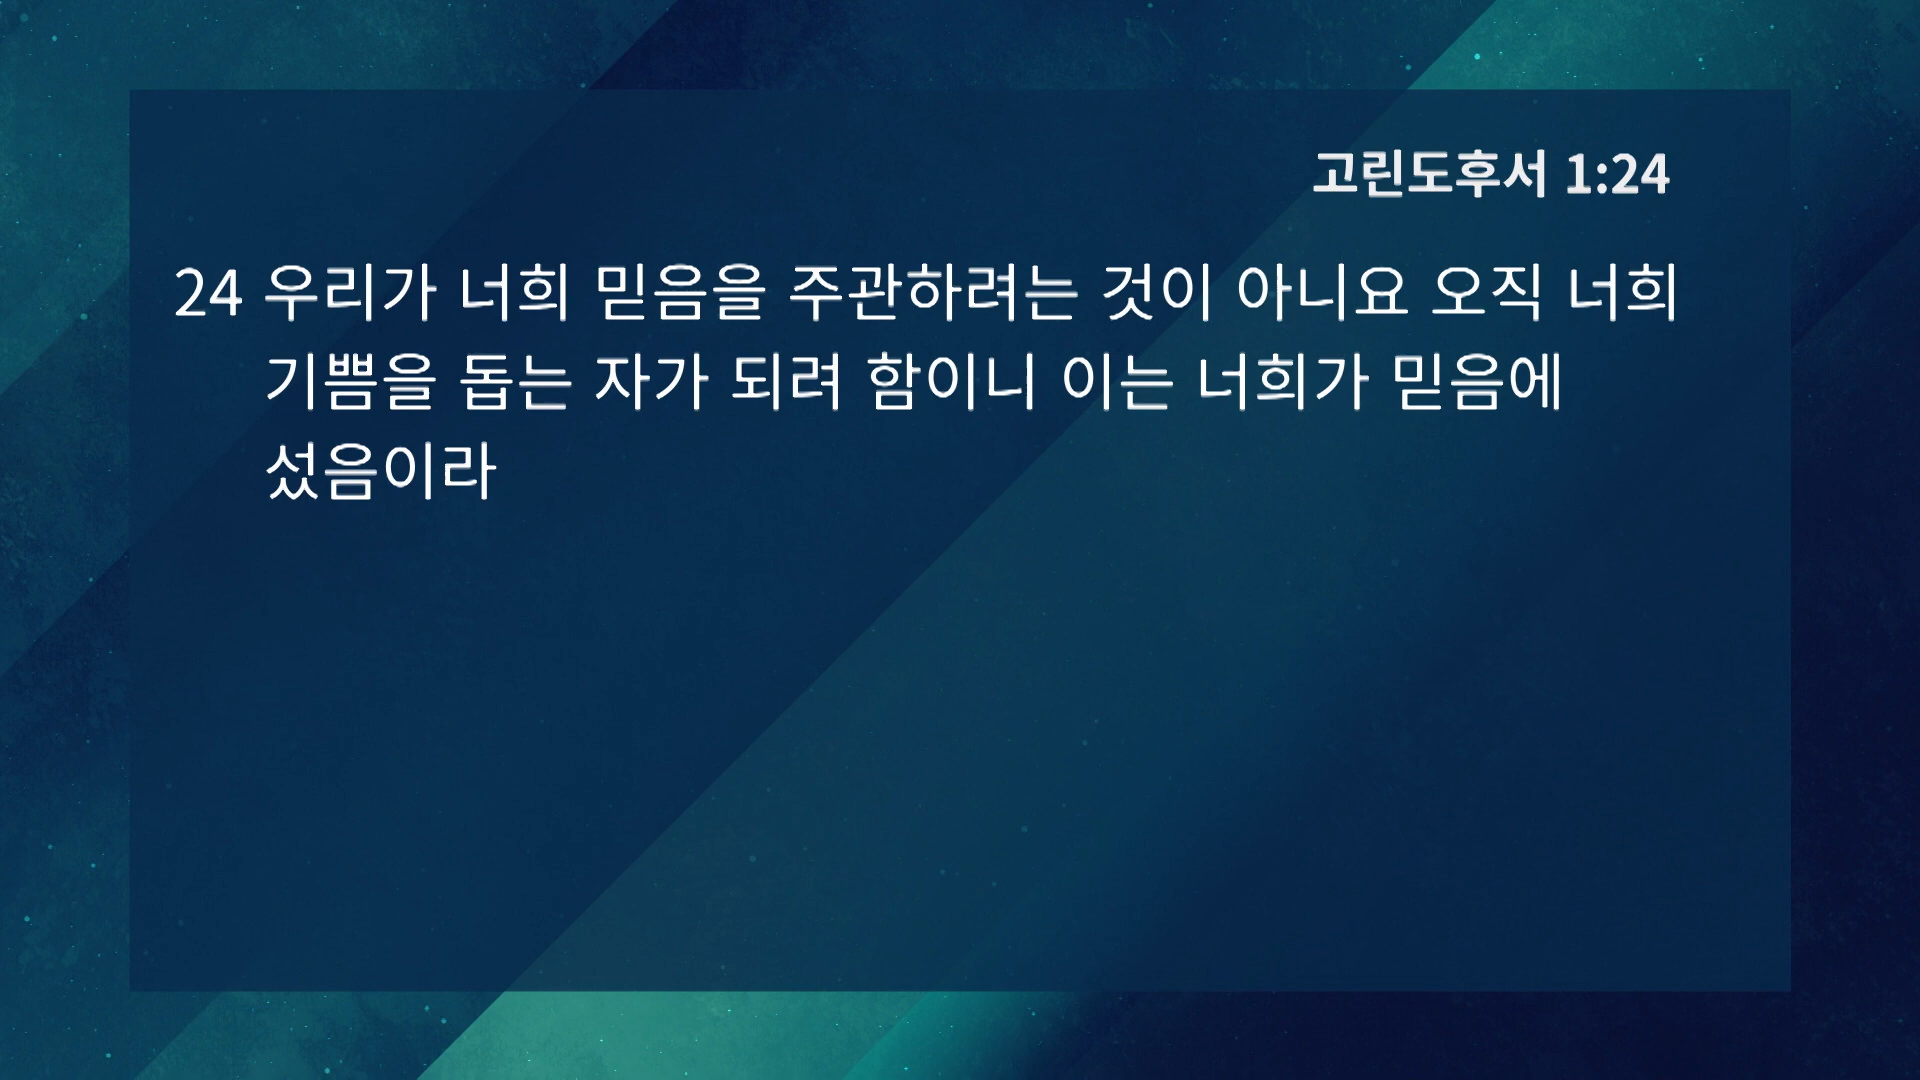 고린도후서 1:24
24 우리가 너희 믿음을 주관하려는 것이 아니요 오직 너희
기쁨을 돕는 자가 되려 함이니 이는 너희가 믿음에
섰음이라